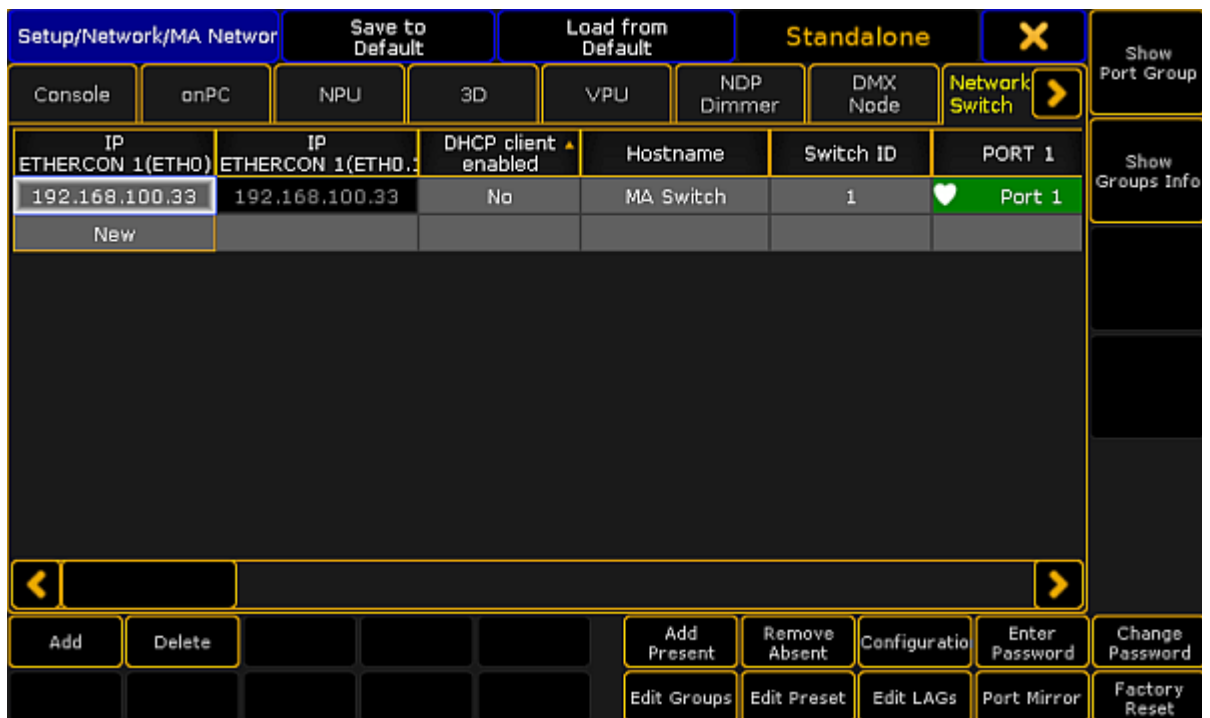 Setup/Network/MA Networ
Save to
Default
Load from
Default
Standalone
Show
Port Group
Console
onPC
NPU
3D
VPU
NDP
Dimmer
DMX
Node
Network
Switch
IP
ETHERCON 1(ETH0)
IP
ETHERCON 1(ETH0.
DHCP client
enabled
Hostname
Switch ID
PORT 1
Show
Groups Info
192.168.100.33
192.168.100.33
No
MA Switch
1
Port 1
New
Add
Delete
Add
Present
Remove
Absent
Configuratio
Enter
Password
Change
Password
Edit Groups
Edit Preset
Edit LAGs
Port Mirror
Factory
Reset